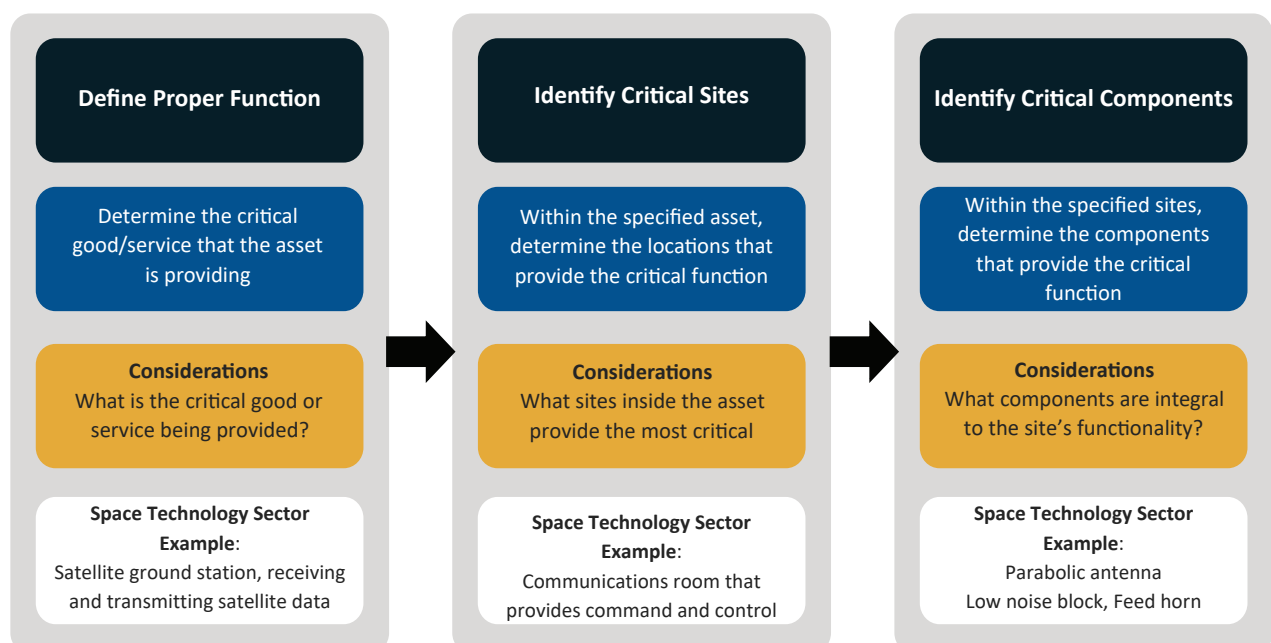 Define Proper Function
Determine the critical
good/service that the asset
is providing
Considerations
What is the critical good or
service being provided?
Space Technology Sector
Example:
Satellite ground station, receiving
and transmitting satellite data
Identify Critical Sites
Within the specified asset,
determine the locations that
provide the critical function
Considerations
What sites inside the asset
provide the most critical
Space Technology Sector
Example:
Communications room that
provides command and control
Identify Critical Components
Within the specified sites,
determine the components
that provide the critical
function
Considerations
What components are integral
to the site’s functionality?
Space Technology Sector
Example:
Parabolic antenna
Low noise block, Feed horn